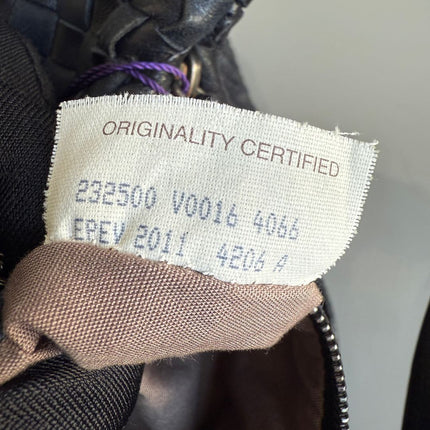 ORIGINALITY CERTIFIED
232500 V0016 4066
EPEV 2011 4206 A